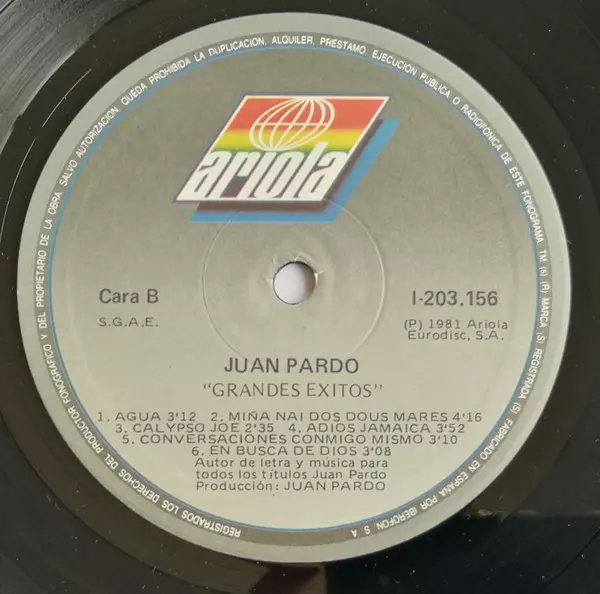 REGISTRADOS LOS DERECHOS DEL PRODUCTOR FONOGRAFICO Y DEL PROPIETARIO DE LA OBRA. SALVO AUTORIZACION, QUEDA PROHIBIDA LA DUPLICACION, ALQUILER, PRESTAMO, EJECUCION PUBLICA O RADIOFONICA DE ESTE FONOGRAMA. TM (s) (R) MARCA (S) REGISTRADA (S) FABRICADO EN ESPAÑA POR IBEROFON, S. A.
ariola
Cara B
I-203.156
S.G.A.E.
(P) 1981 Ariola
Eurodisc, S.A.
JUAN PARDO
"GRANDES EXITOS"
1. AGUA 3'12 2. MIÑA NAI DOS DOUS MARES 4'16
3. CALYPSO JOE 2'35 4. ADIOS JAMAICA 3'52
5. CONVERSACIONES CONMIGO MISMO 3'10
6. EN BUSCA DE DIOS 3'08
Autor de letra y música para
todos los títulos Juan Pardo
Producción: JUAN PARDO